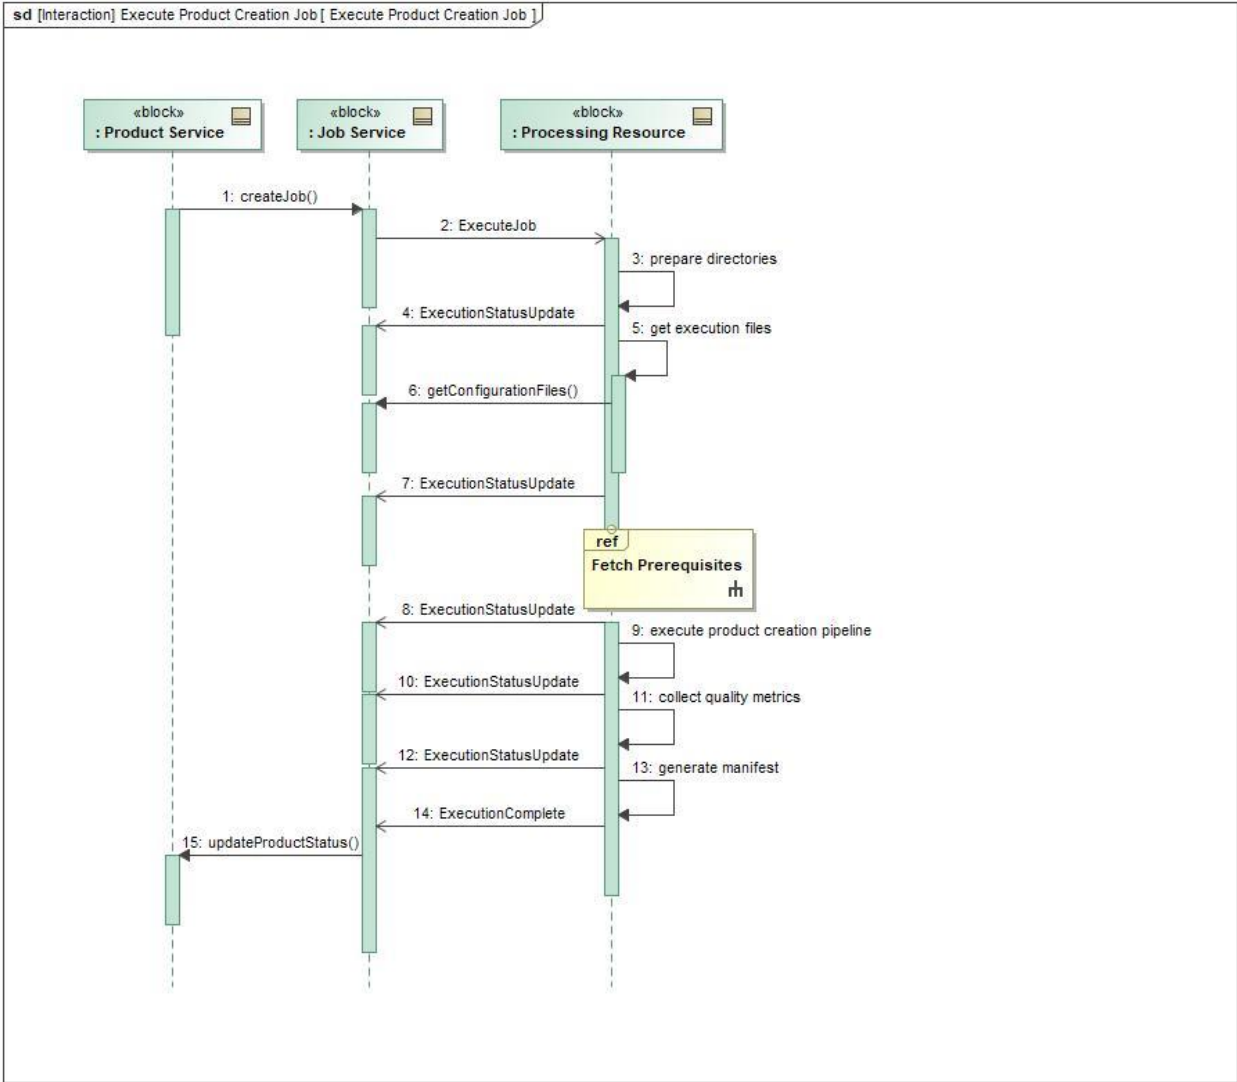 sd [Interaction] Execute Product Creation Job [ Execute Product Creation Job ]
«block»
: Product Service
«block»
: Job Service
«block»
: Processing Resource
1: createJob()
2: ExecuteJob
3: prepare directories
4: ExecutionStatusUpdate
5: get execution files
6: getConfigurationFiles()
7: ExecutionStatusUpdate
ref
Fetch Prerequisites
8: ExecutionStatusUpdate
9: execute product creation pipeline
10: ExecutionStatusUpdate
11: collect quality metrics
12: ExecutionStatusUpdate
13: generate manifest
14: ExecutionComplete
15: updateProductStatus()